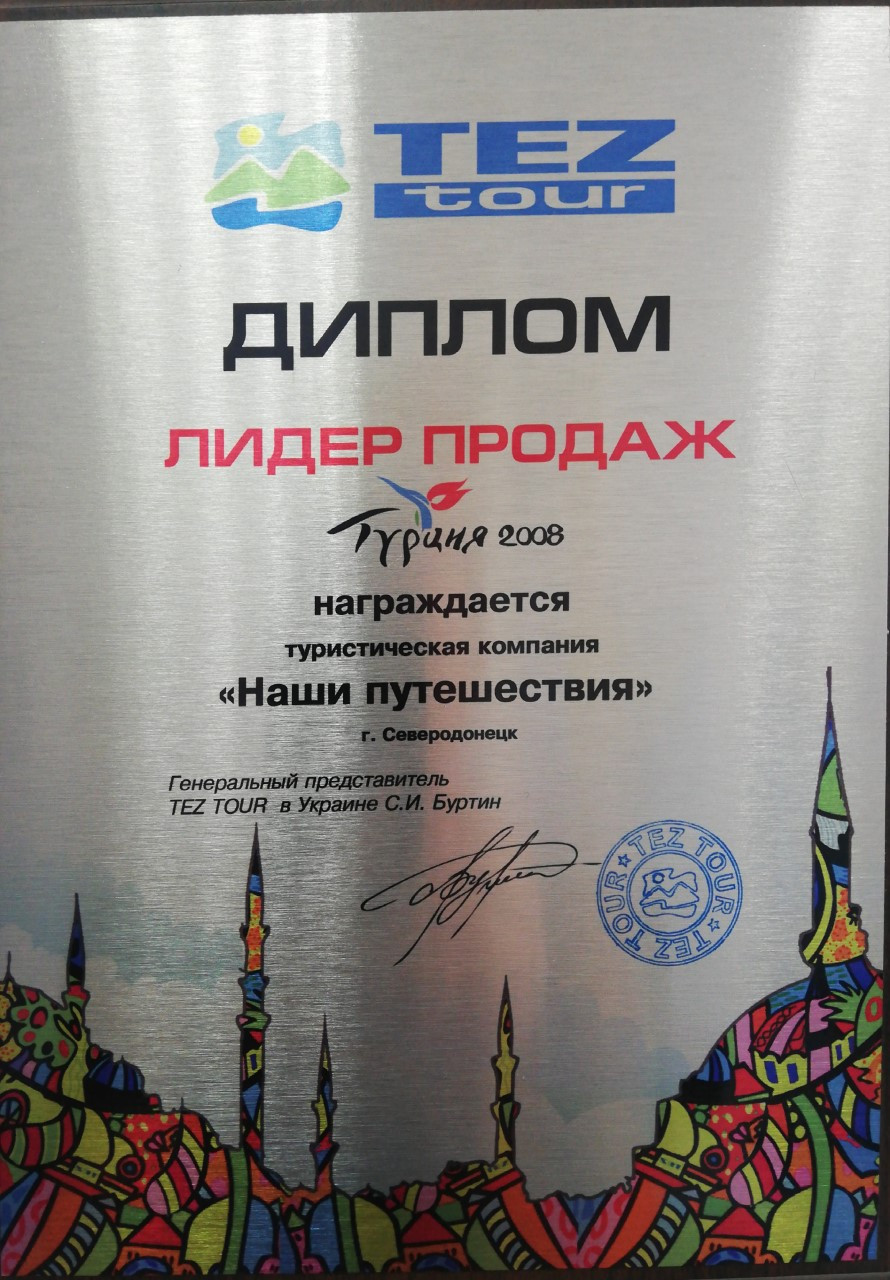 TEZ
tour
ДИПЛОМ
ЛИДЕР ПРОДАЖ
Турция 2008
награждается
туристическая компания
«Наши путешествия»
г. Северодонецк
Генеральный представитель
TEZ TOUR в Украине С.И. Буртин
TEZ TOUR ☆ TEZ TOUR ☆